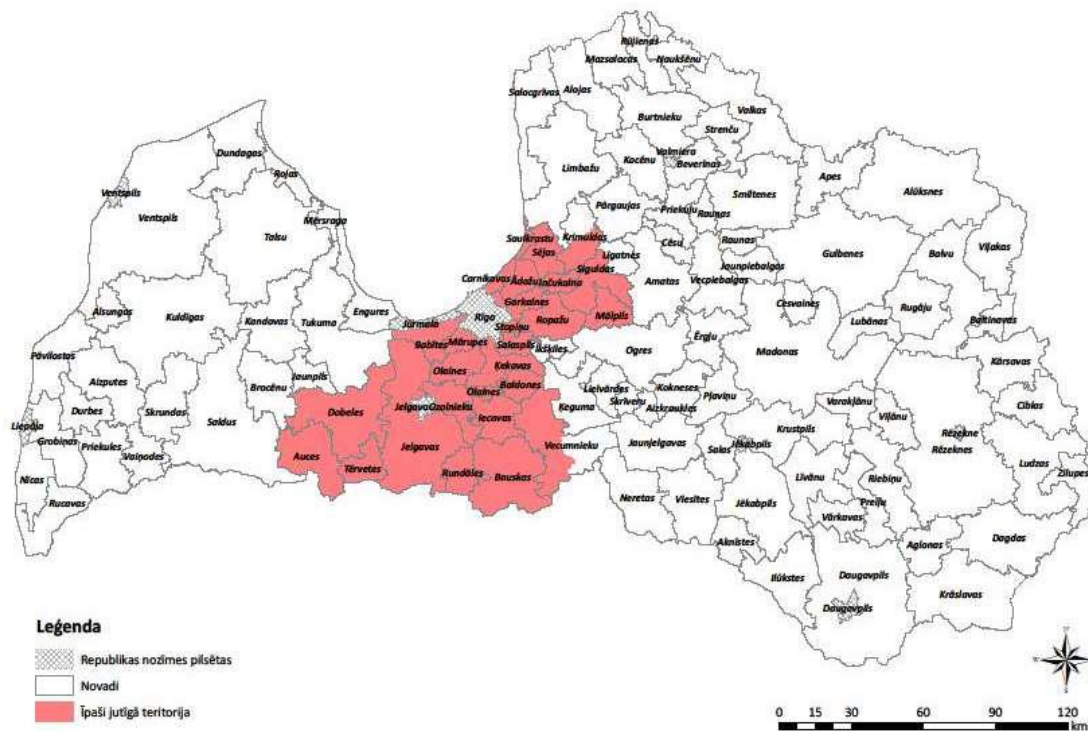 Rūjienas
Mazsalacas
Naukšēnu
Salacgrīvas
Alojas
Valkas
Burtnieku
Strenču
Dundagas
Valmiera
Kocēnu
Beverīnas
Rojas
Limbažu
Apes
Ventspils
Smiltenes
Alūksnes
Ventspils
Mērsraga
Pārgaujas
Priekuļu
Raunas
Talsu
Saulkrastu
Krimuldas
Cēsu
Raunas
Sējas
Līgatnes
Gulbenes
Balvu
Viļakas
Jaunpiebalgas
Siguldas
Carnikavas
Ādažu
Inčukalna
Amatas
Vecpiebalgas
Garkalnes
Cesvaines
Rugāju
Alsungas
Kuldīgas
Kandavas
Tukuma
Engures
Jūrmala
Rīga
Stopiņu
Ropažu
Mālpils
Lubānas
Baltinavas
Babītes
Mārupes
Salaspils
Ikšķiles
Ogres
Ērgļu
Madonas
Kārsavas
Pāvilostas
Aizputes
Jaunpils
Olaines
Ķekavas
Brocēnu
Baldones
Lielvārdes
Kokneses
Durbes
Skrundas
Dobeles
Jelgava
Ozolnieku
Olaines
Iecavas
Ķeguma
Skrīveru
Aizkraukles
Pļaviņu
Varakļānu
Viļānu
Ciblas
Liepāja
Saldus
Krustpils
Rēzekne
Grobiņas
Priekules
Vaiņodes
Auces
Jelgavas
Vecumnieku
Jaunjelgavas
Salas
Jēkabpils
Rēzeknes
Nīcas
Tērvetes
Rundāles
Bauskas
Līvānu
Riebiņu
Ludzas
Zilupes
Rucavas
Neretas
Viesītes
Jēkabpils
Vārkavas
Preiļu
Aknīstes
Aglonas
Dagdas
Ilūkstes
Daugavpils
Krāslavas
Daugavpils
Leģenda
Republikas nozīmes pilsētas
Novadi
Īpaši jutīgā teritorija
0 15 30 60 90 120
km